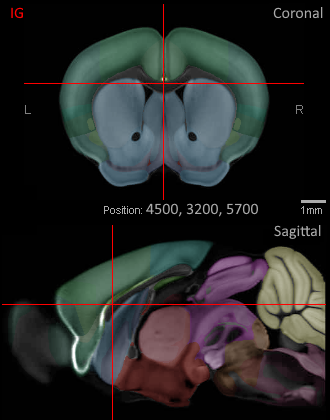 IG Coronal
L R
Position: 4500, 3200, 5700
1mm
Sagittal